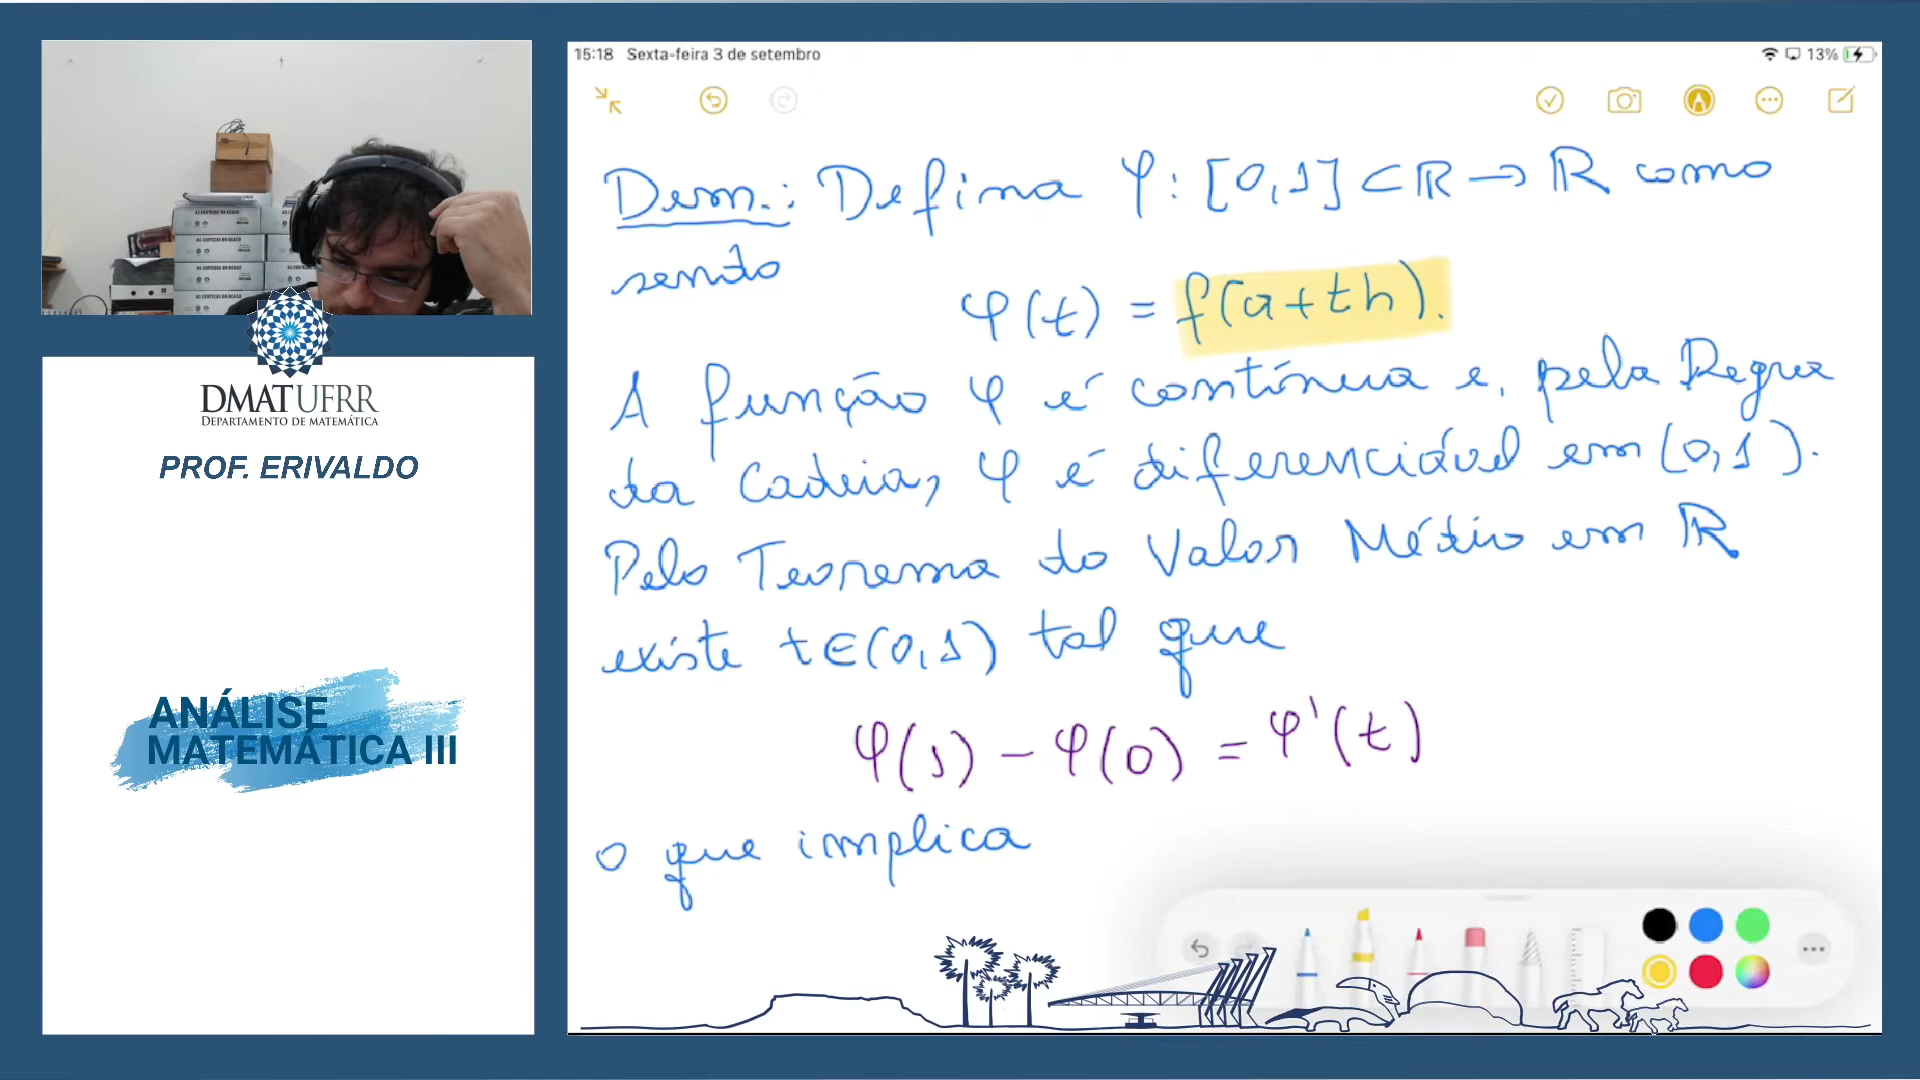 15:18 Sexta-feira 3 de setembro
13%
Dem.: Defina φ: [0,1] ⊂ ℝ → ℝ como
sendo
φ(t) = f(a+th).
A função φ é contínua e, pela Regra
da Cadeia, φ é diferenciável em (0,1).
Pelo Teorema do Valor Médio em ℝ
existe t∈(0,1) tal que
φ(1) - φ(0) = φ'(t)
o que implica
DMATUFRR
DEPARTAMENTO DE MATEMÁTICA
PROF. ERIVALDO
ANÁLISE
MATEMÁTICA III